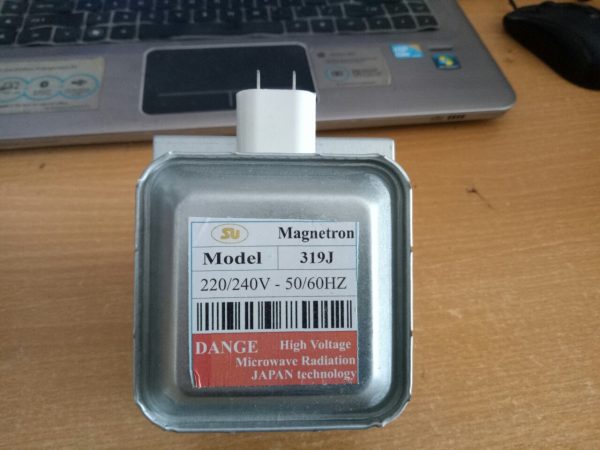 SU Magnetron
Model 319J
220/240V - 50/60HZ
DANGE High Voltage
Microwave Radiation
JAPAN technology